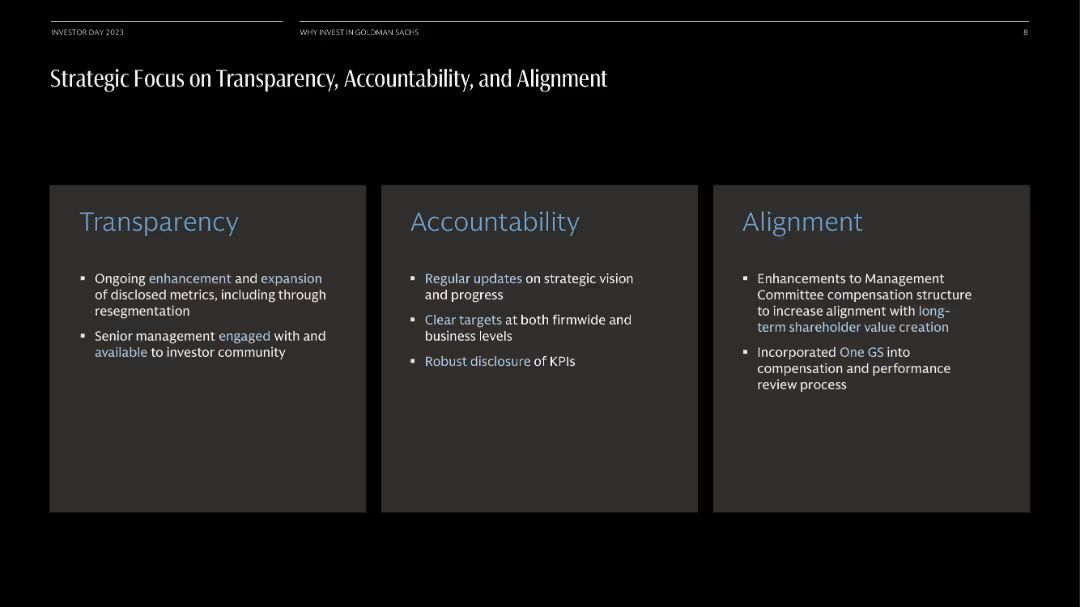 INVESTOR DAY 2023
WHY INVEST IN GOLDMAN SACHS
8
Strategic Focus on Transparency, Accountability, and Alignment
Transparency
▪ Ongoing enhancement and expansion
of disclosed metrics, including through
resegmentation
▪ Senior management engaged with and
available to investor community
Accountability
▪ Regular updates on strategic vision
and progress
▪ Clear targets at both firmwide and
business levels
▪ Robust disclosure of KPIs
Alignment
▪ Enhancements to Management
Committee compensation structure
to increase alignment with long-
term shareholder value creation
▪ Incorporated One GS into
compensation and performance
review process